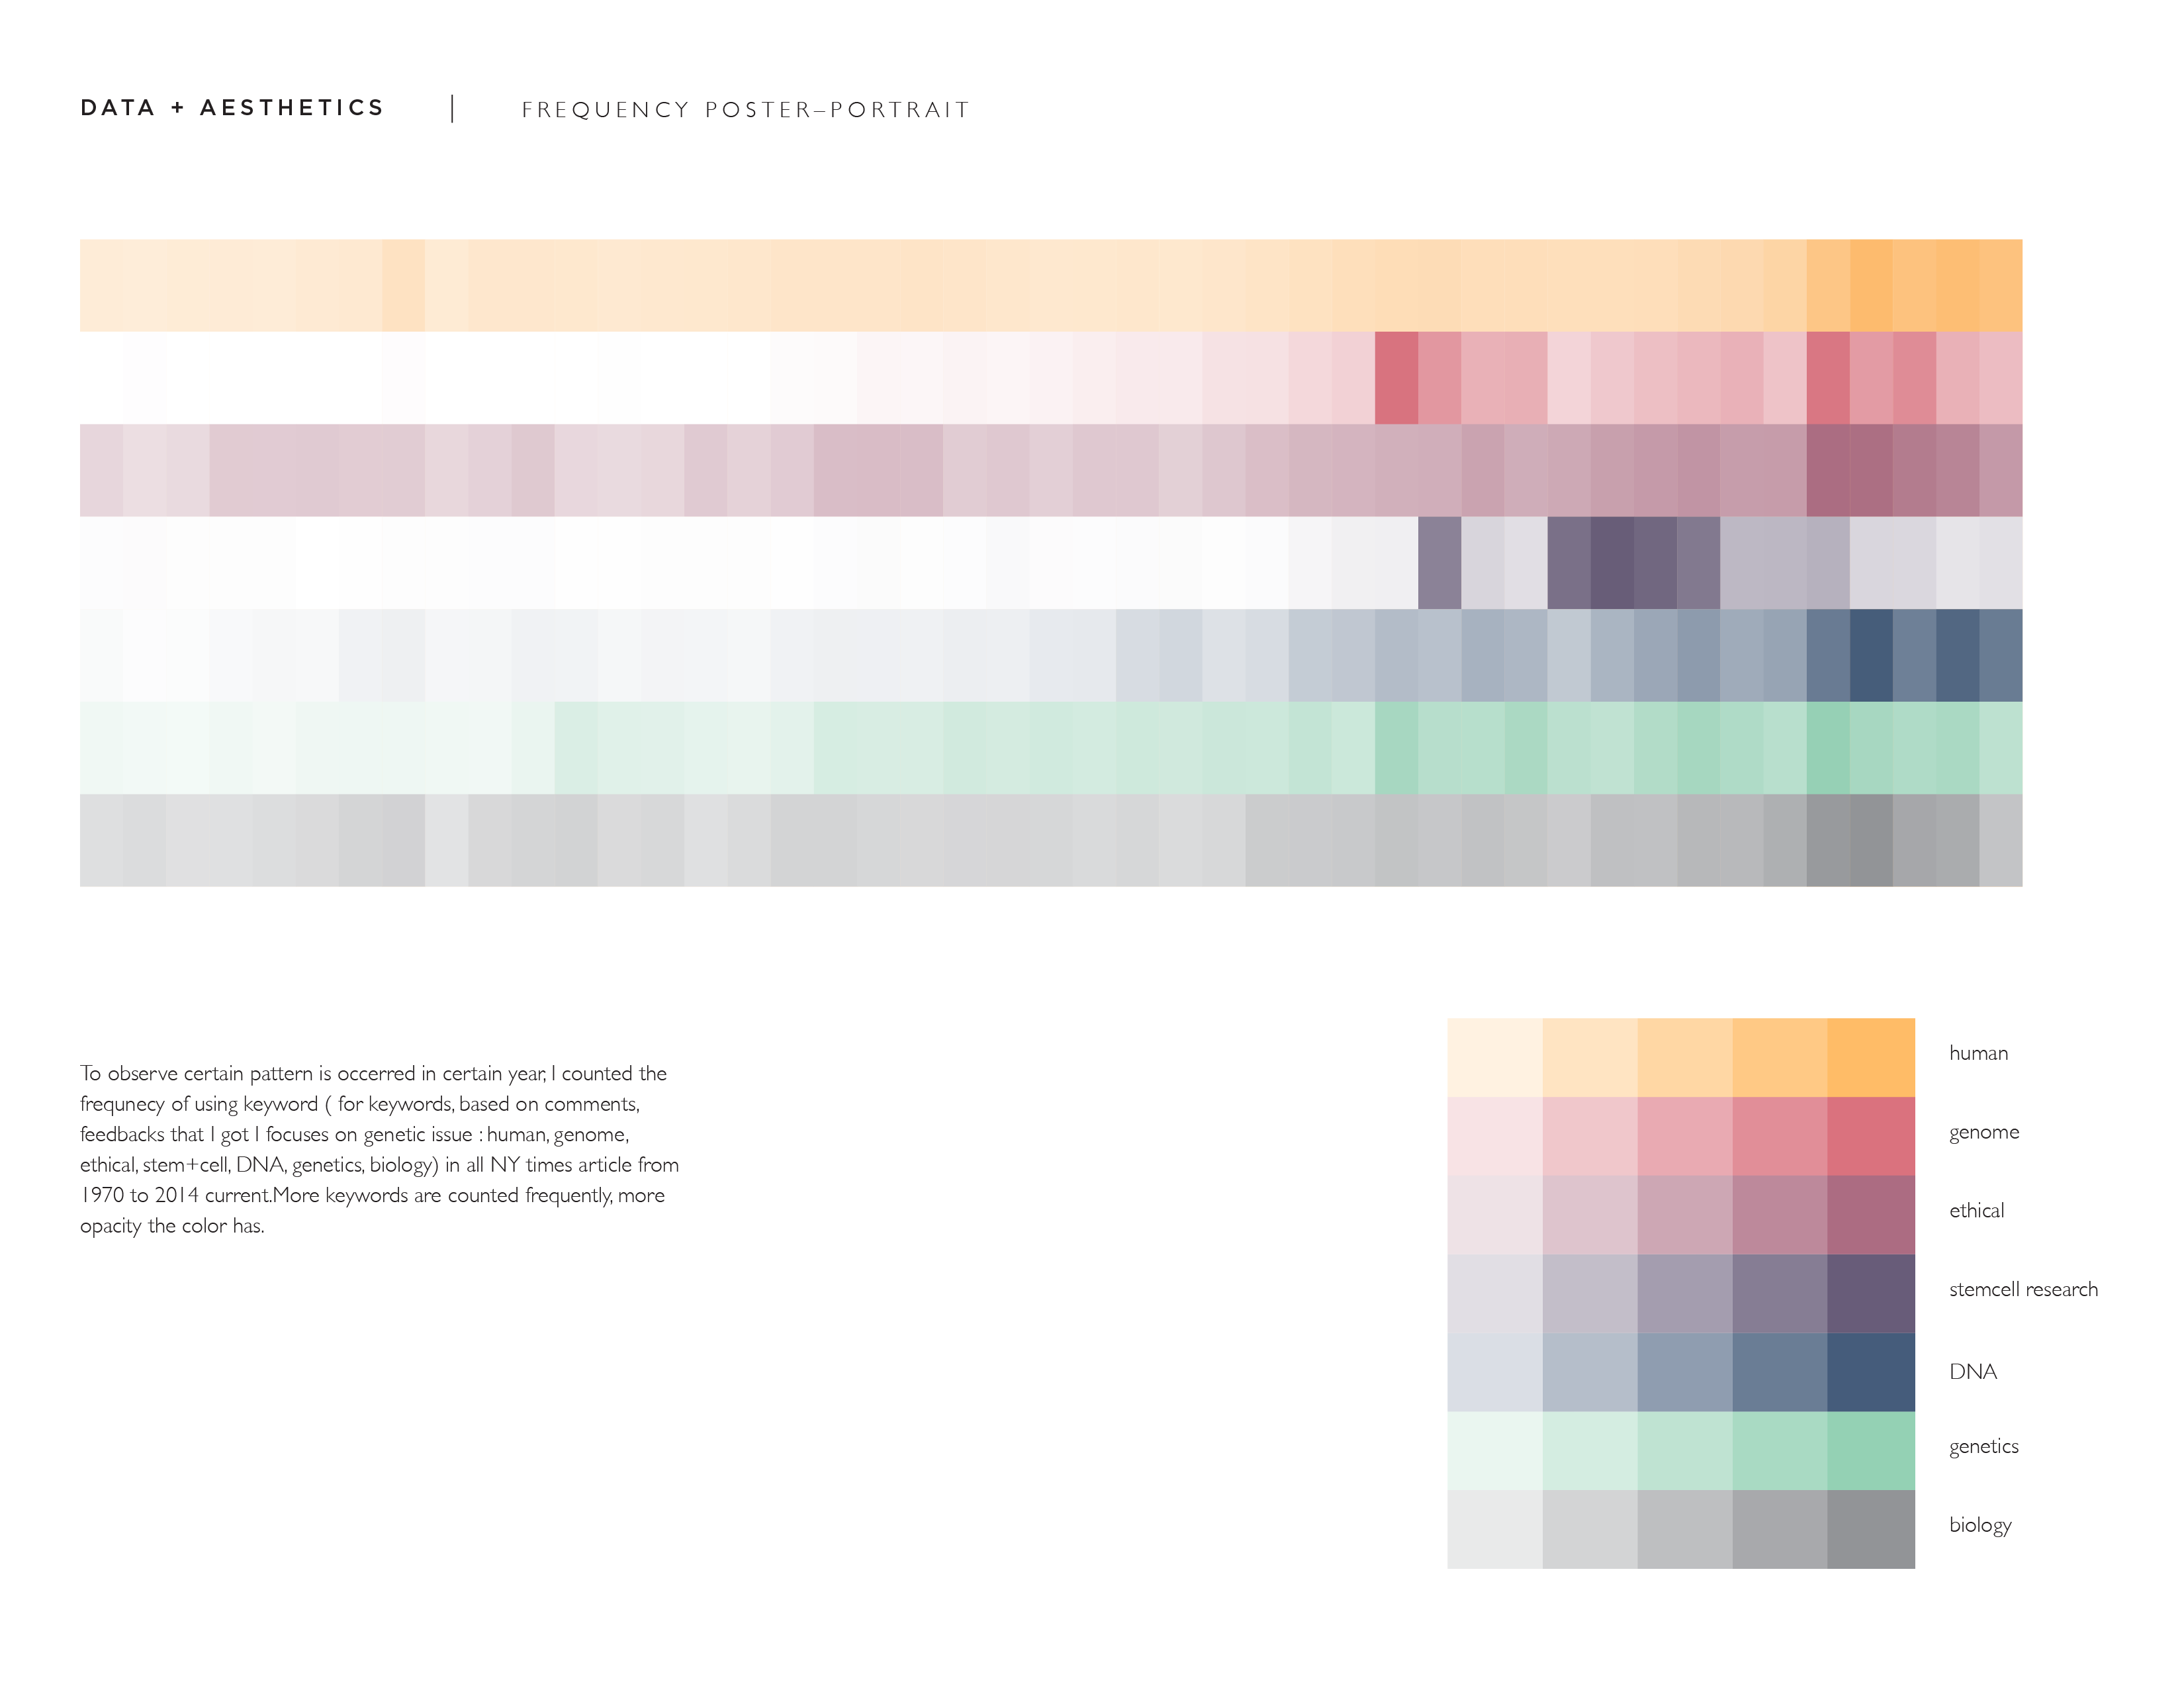 DATA + AESTHETICS | FREQUENCY POSTER–PORTRAIT
To observe certain pattern is occerred in certain year, I counted the
frequnecy of using keyword ( for keywords, based on comments,
feedbacks that I got I focuses on genetic issue : human, genome,
ethical, stem+cell, DNA, genetics, biology) in all NY times article from
1970 to 2014 current.More keywords are counted frequently, more
opacity the color has.
human
genome
ethical
stemcell research
DNA
genetics
biology